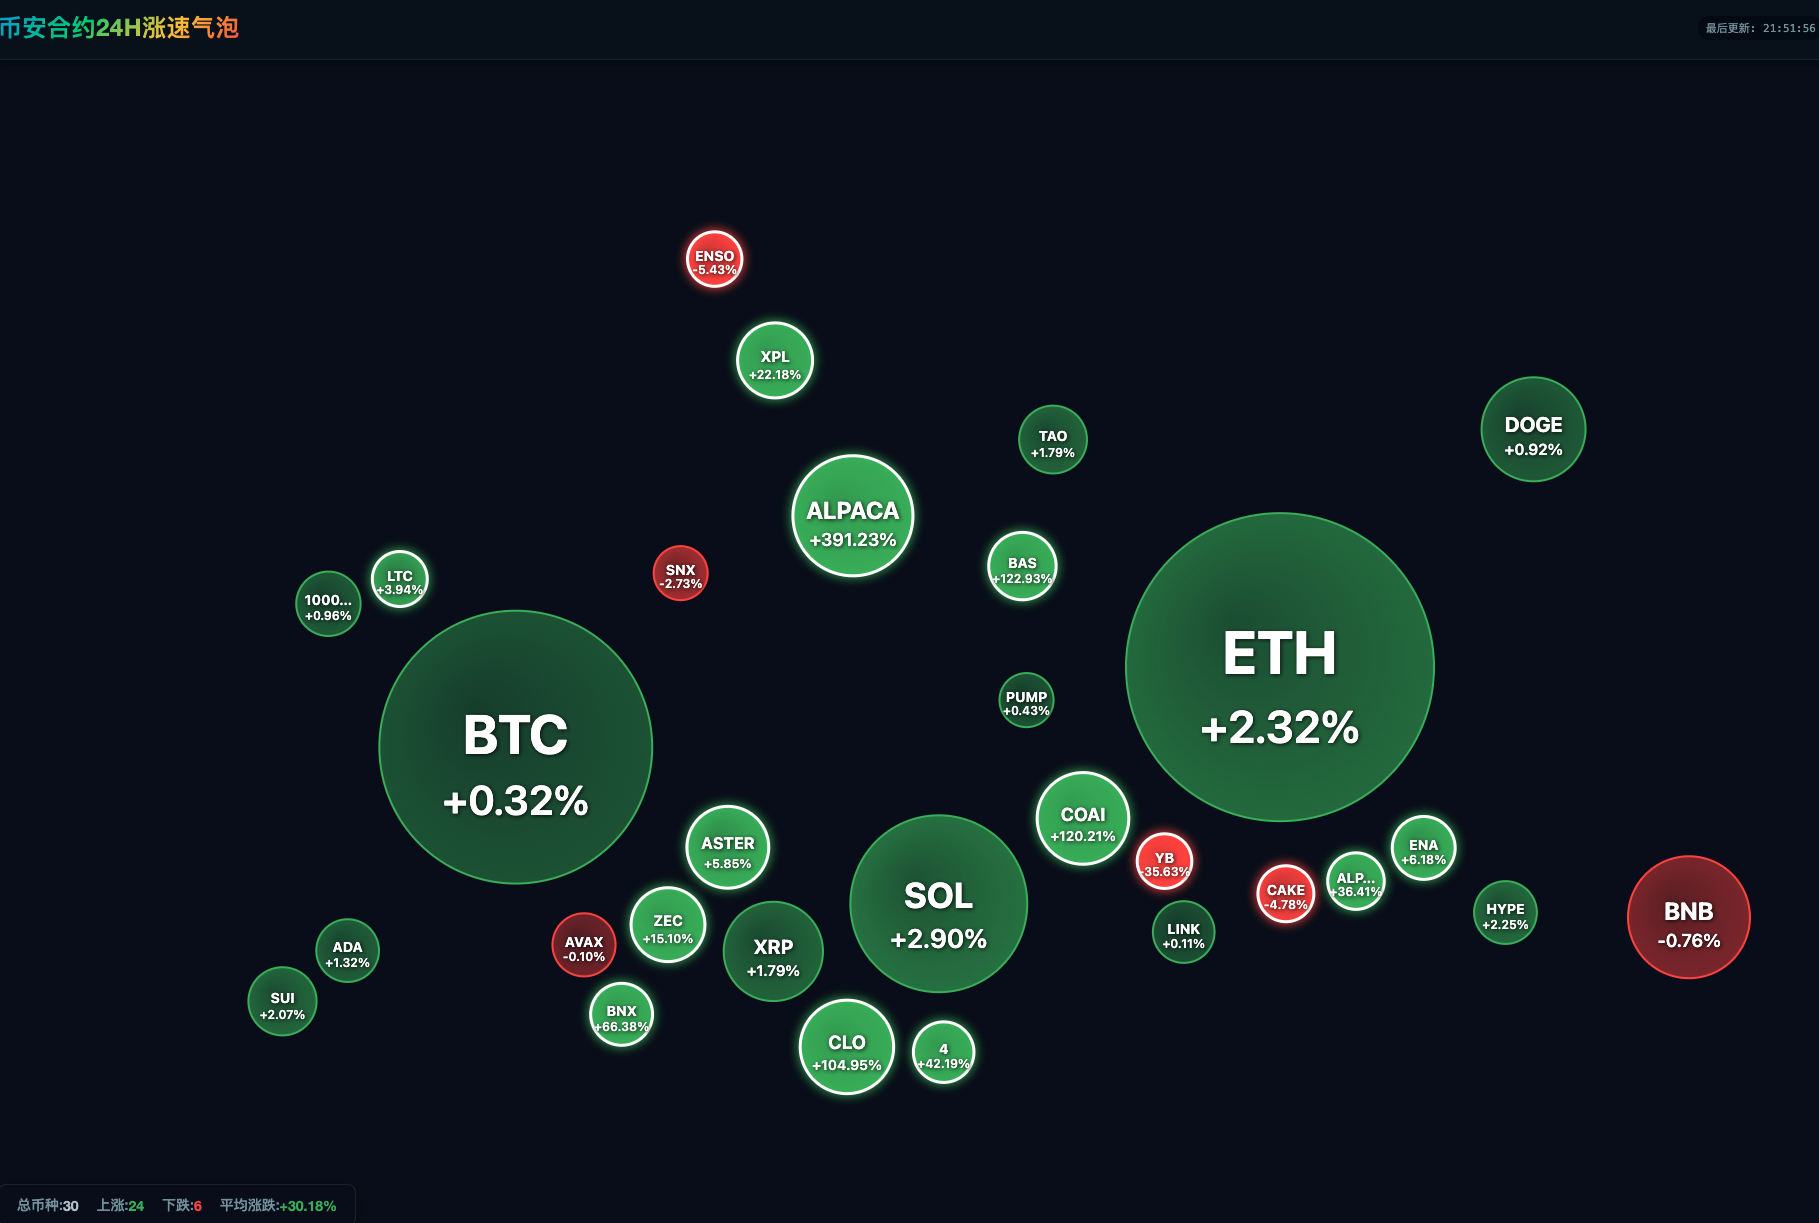 币安合约24H涨速气泡
最后更新: 21:51:56
ENSO
-5.43%
XPL
+22.18%
TAO
+1.79%
DOGE
+0.92%
ALPACA
+391.23%
BAS
+122.93%
SNX
-2.73%
LTC
+3.94%
1000...
+0.96%
ETH
+2.32%
PUMP
+0.43%
BTC
+0.32%
COAI
+120.21%
ASTER
+5.85%
YB
-35.63%
ENA
+6.18%
ALP...
+36.41%
CAKE
-4.78%
SOL
+2.90%
HYPE
+2.25%
BNB
-0.76%
ZEC
+15.10%
LINK
+0.11%
AVAX
-0.10%
XRP
+1.79%
ADA
+1.32%
SUI
+2.07%
BNX
+66.38%
CLO
+104.95%
4
+42.19%
总币种:30 上涨:24 下跌:6 平均涨跌:+30.18%